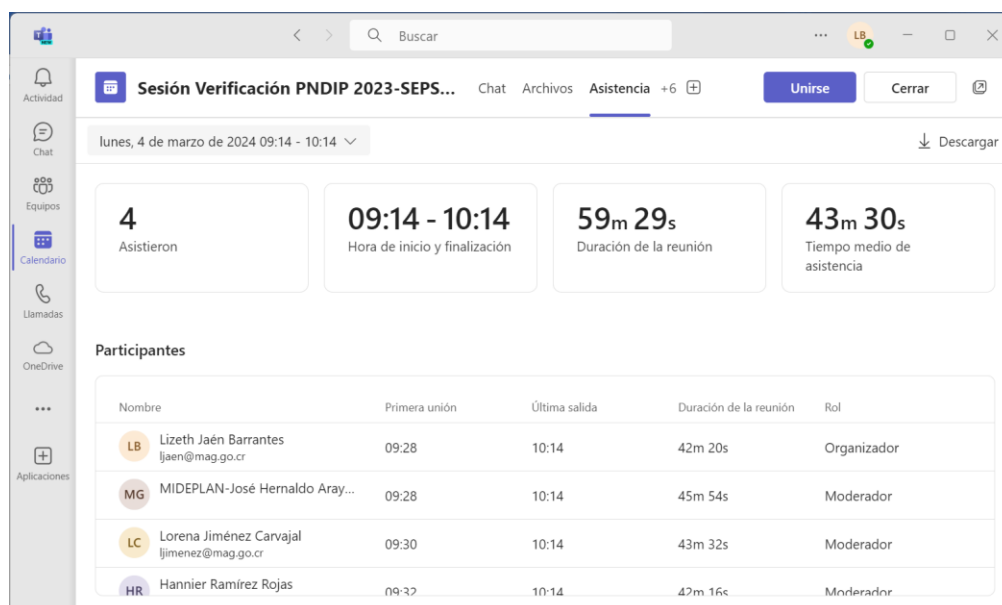 NEW
Buscar
LB
Actividad
Chat
Equipos
Calendario
Llamadas
OneDrive
Aplicaciones
Sesión Verificación PNDIP 2023-SEPS...
Chat
Archivos
Asistencia
+6
Unirse
Cerrar
lunes, 4 de marzo de 2024 09:14 - 10:14
Descargar
4
Asistieron
09:14 - 10:14
Hora de inicio y finalización
59m 29s
Duración de la reunión
43m 30s
Tiempo medio de
asistencia
Participantes
Nombre Primera unión Última salida Duración de la reunión Rol
LB Lizeth Jaén Barrantes 09:28 10:14 42m 20s Organizador
ljaen@mag.go.cr
MG MIDEPLAN-José Hernaldo Aray... 09:28 10:14 45m 54s Moderador
LC Lorena Jiménez Carvajal 09:30 10:14 43m 32s Moderador
ljimenez@mag.go.cr
HR Hannier Ramírez Rojas 09:32 10:14 42m 16s Moderador